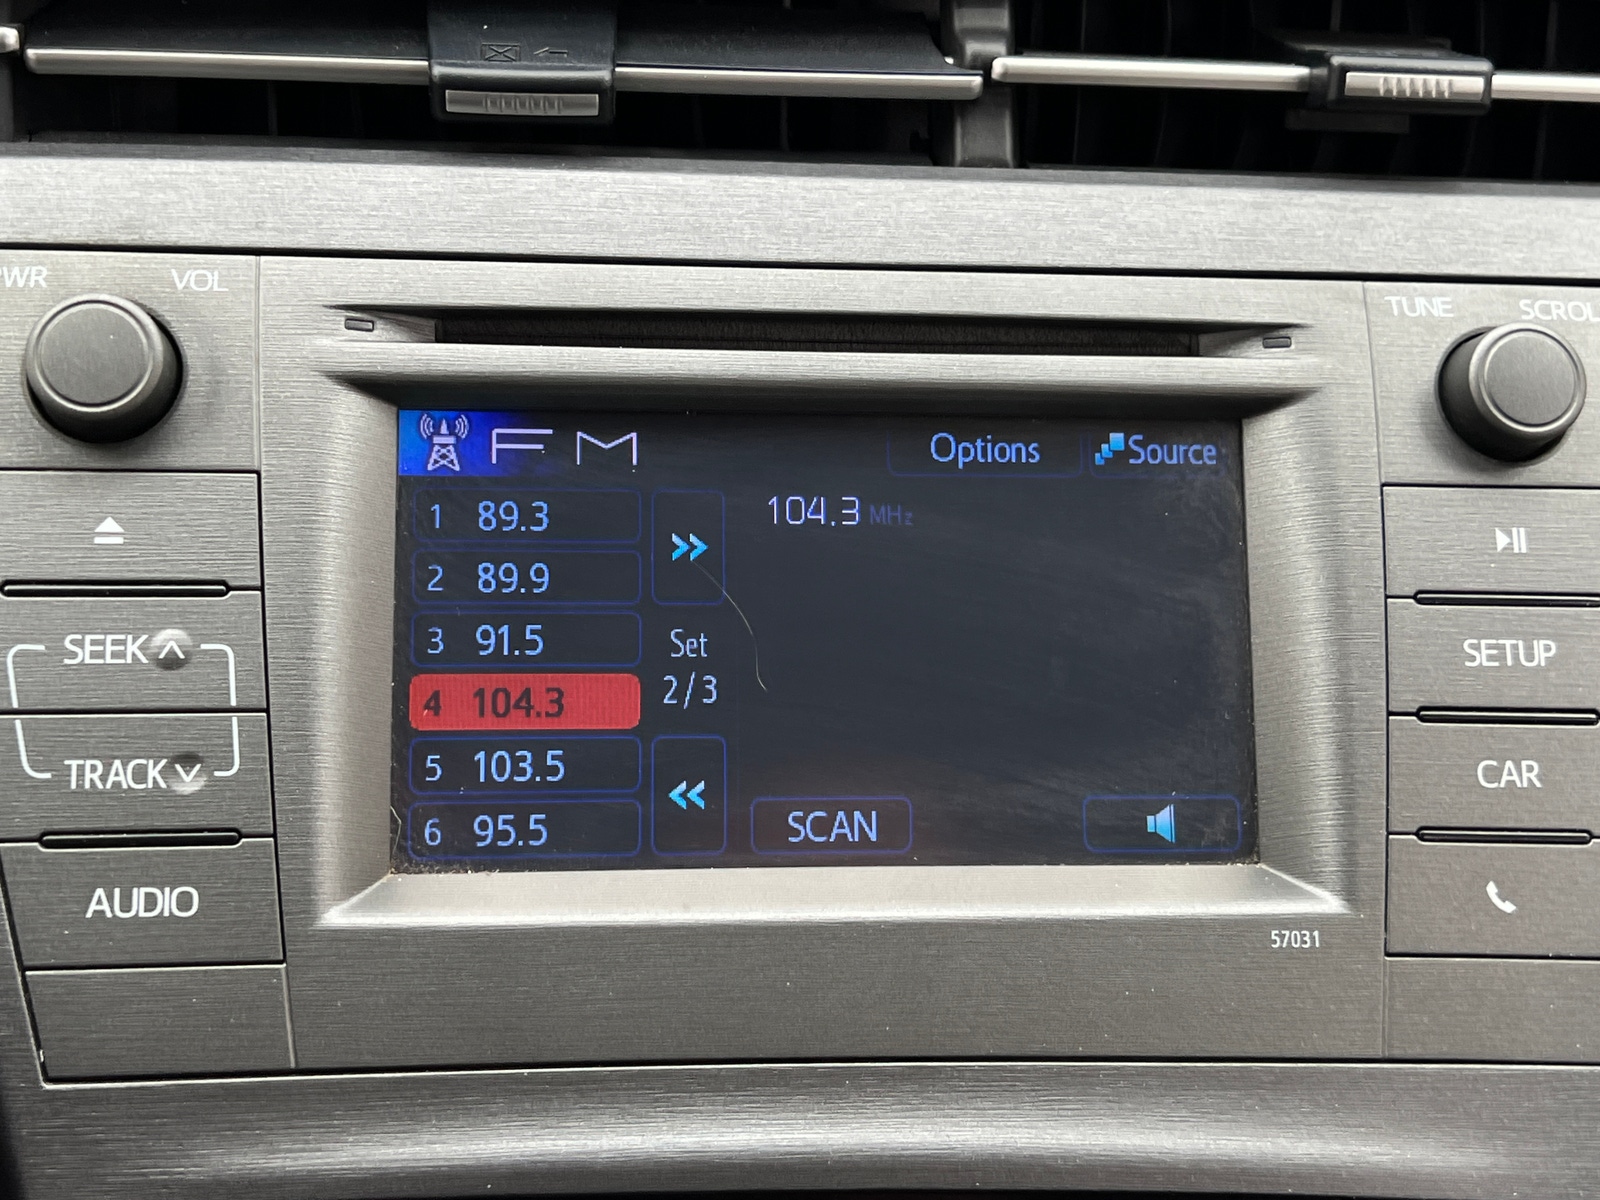 PWR VOL
TUNE SCROL
FM Options Source
1 89.3
104.3 MHz
2 89.9
3 91.5
Set
2/3
4 104.3
5 103.5
6 95.5
SCAN
SEEK
TRACK
AUDIO
SETUP
CAR
57031